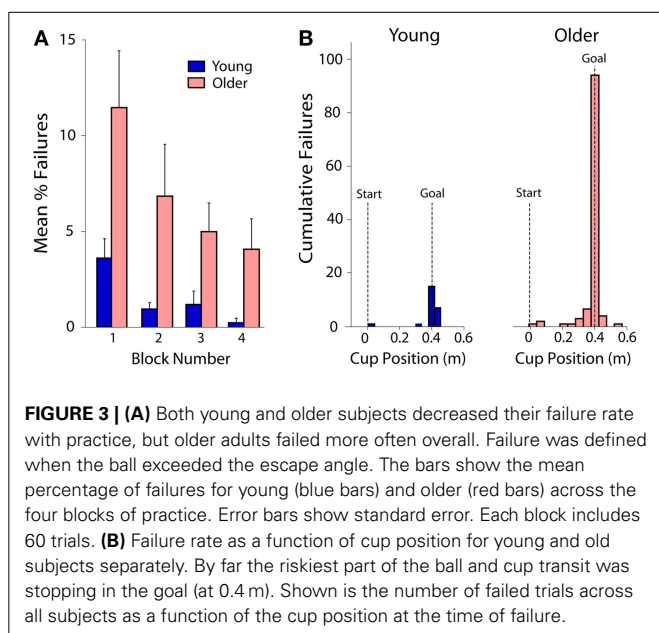 A
B
Young
Older
15
10
5
0
Mean % Failures
Young
Older
1 2 3 4
Block Number
100
80
60
40
20
0
Cumulative Failures
Start
Goal
Start
Goal
0 0.2 0.4 0.6
0 0.2 0.4 0.6
Cup Position (m)
Cup Position (m)
FIGURE 3 | (A) Both young and older subjects decreased their failure rate
with practice, but older adults failed more often overall. Failure was defined
when the ball exceeded the escape angle. The bars show the mean
percentage of failures for young (blue bars) and older (red bars) across the
four blocks of practice. Error bars show standard error. Each block includes
60 trials. (B) Failure rate as a function of cup position for young and old
subjects separately. By far the riskiest part of the ball and cup transit was
stopping in the goal (at 0.4 m). Shown is the number of failed trials across
all subjects as a function of the cup position at the time of failure.